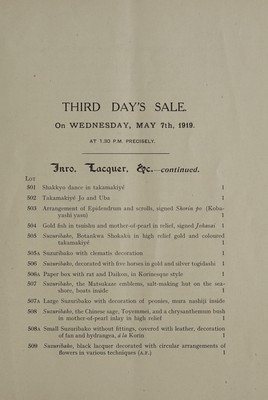 THIRD DAY'S SALE.
On WEDNESDAY, MAY 7th, 1919.
AT 1.30 P.M. PRECISELY.
Inro, Lacquer, &c.—continued.
LOT
801 Shakkyo dance in takamakiyé 1
802 Takamakiyé Jo and Uba 1
803 Arrangement of Epidendrum and scrolls, signed Shorin po (Koba-
yashi yasu) 1
804 Gold fish in tonishu and mother-of-pearl in relief, signed Jokasai 1
805 Suzuribako, Botankwa Shokaku in high relief gold and coloured
takamakiyé 1
805A Suzuribako with clematis decoration 1
806 Suzuribako, decorated with five horses in gold and silver togidashi 1
806A Paper box with rat and Daikon, in Korinesque style 1
807 Suzuribako, the Matsukaze emblems, salt-making hut on the sea-
shore, boats inside 1
807A Large Suzuribako with decoration of peonies, mura nashiji inside
808 Suzuribako, the Chinese sage, Toyemmei, and a chrysanthemum bush
in mother-of-pearl inlay in high relief 1
808A Small Suzuribako without fittings, covered with leather, decoration
of fan and hydrangea, à la Korin 1
809 Suzuribako, black lacquer decorated with circular arrangements of
flowers in various techniques (A.F.) 1